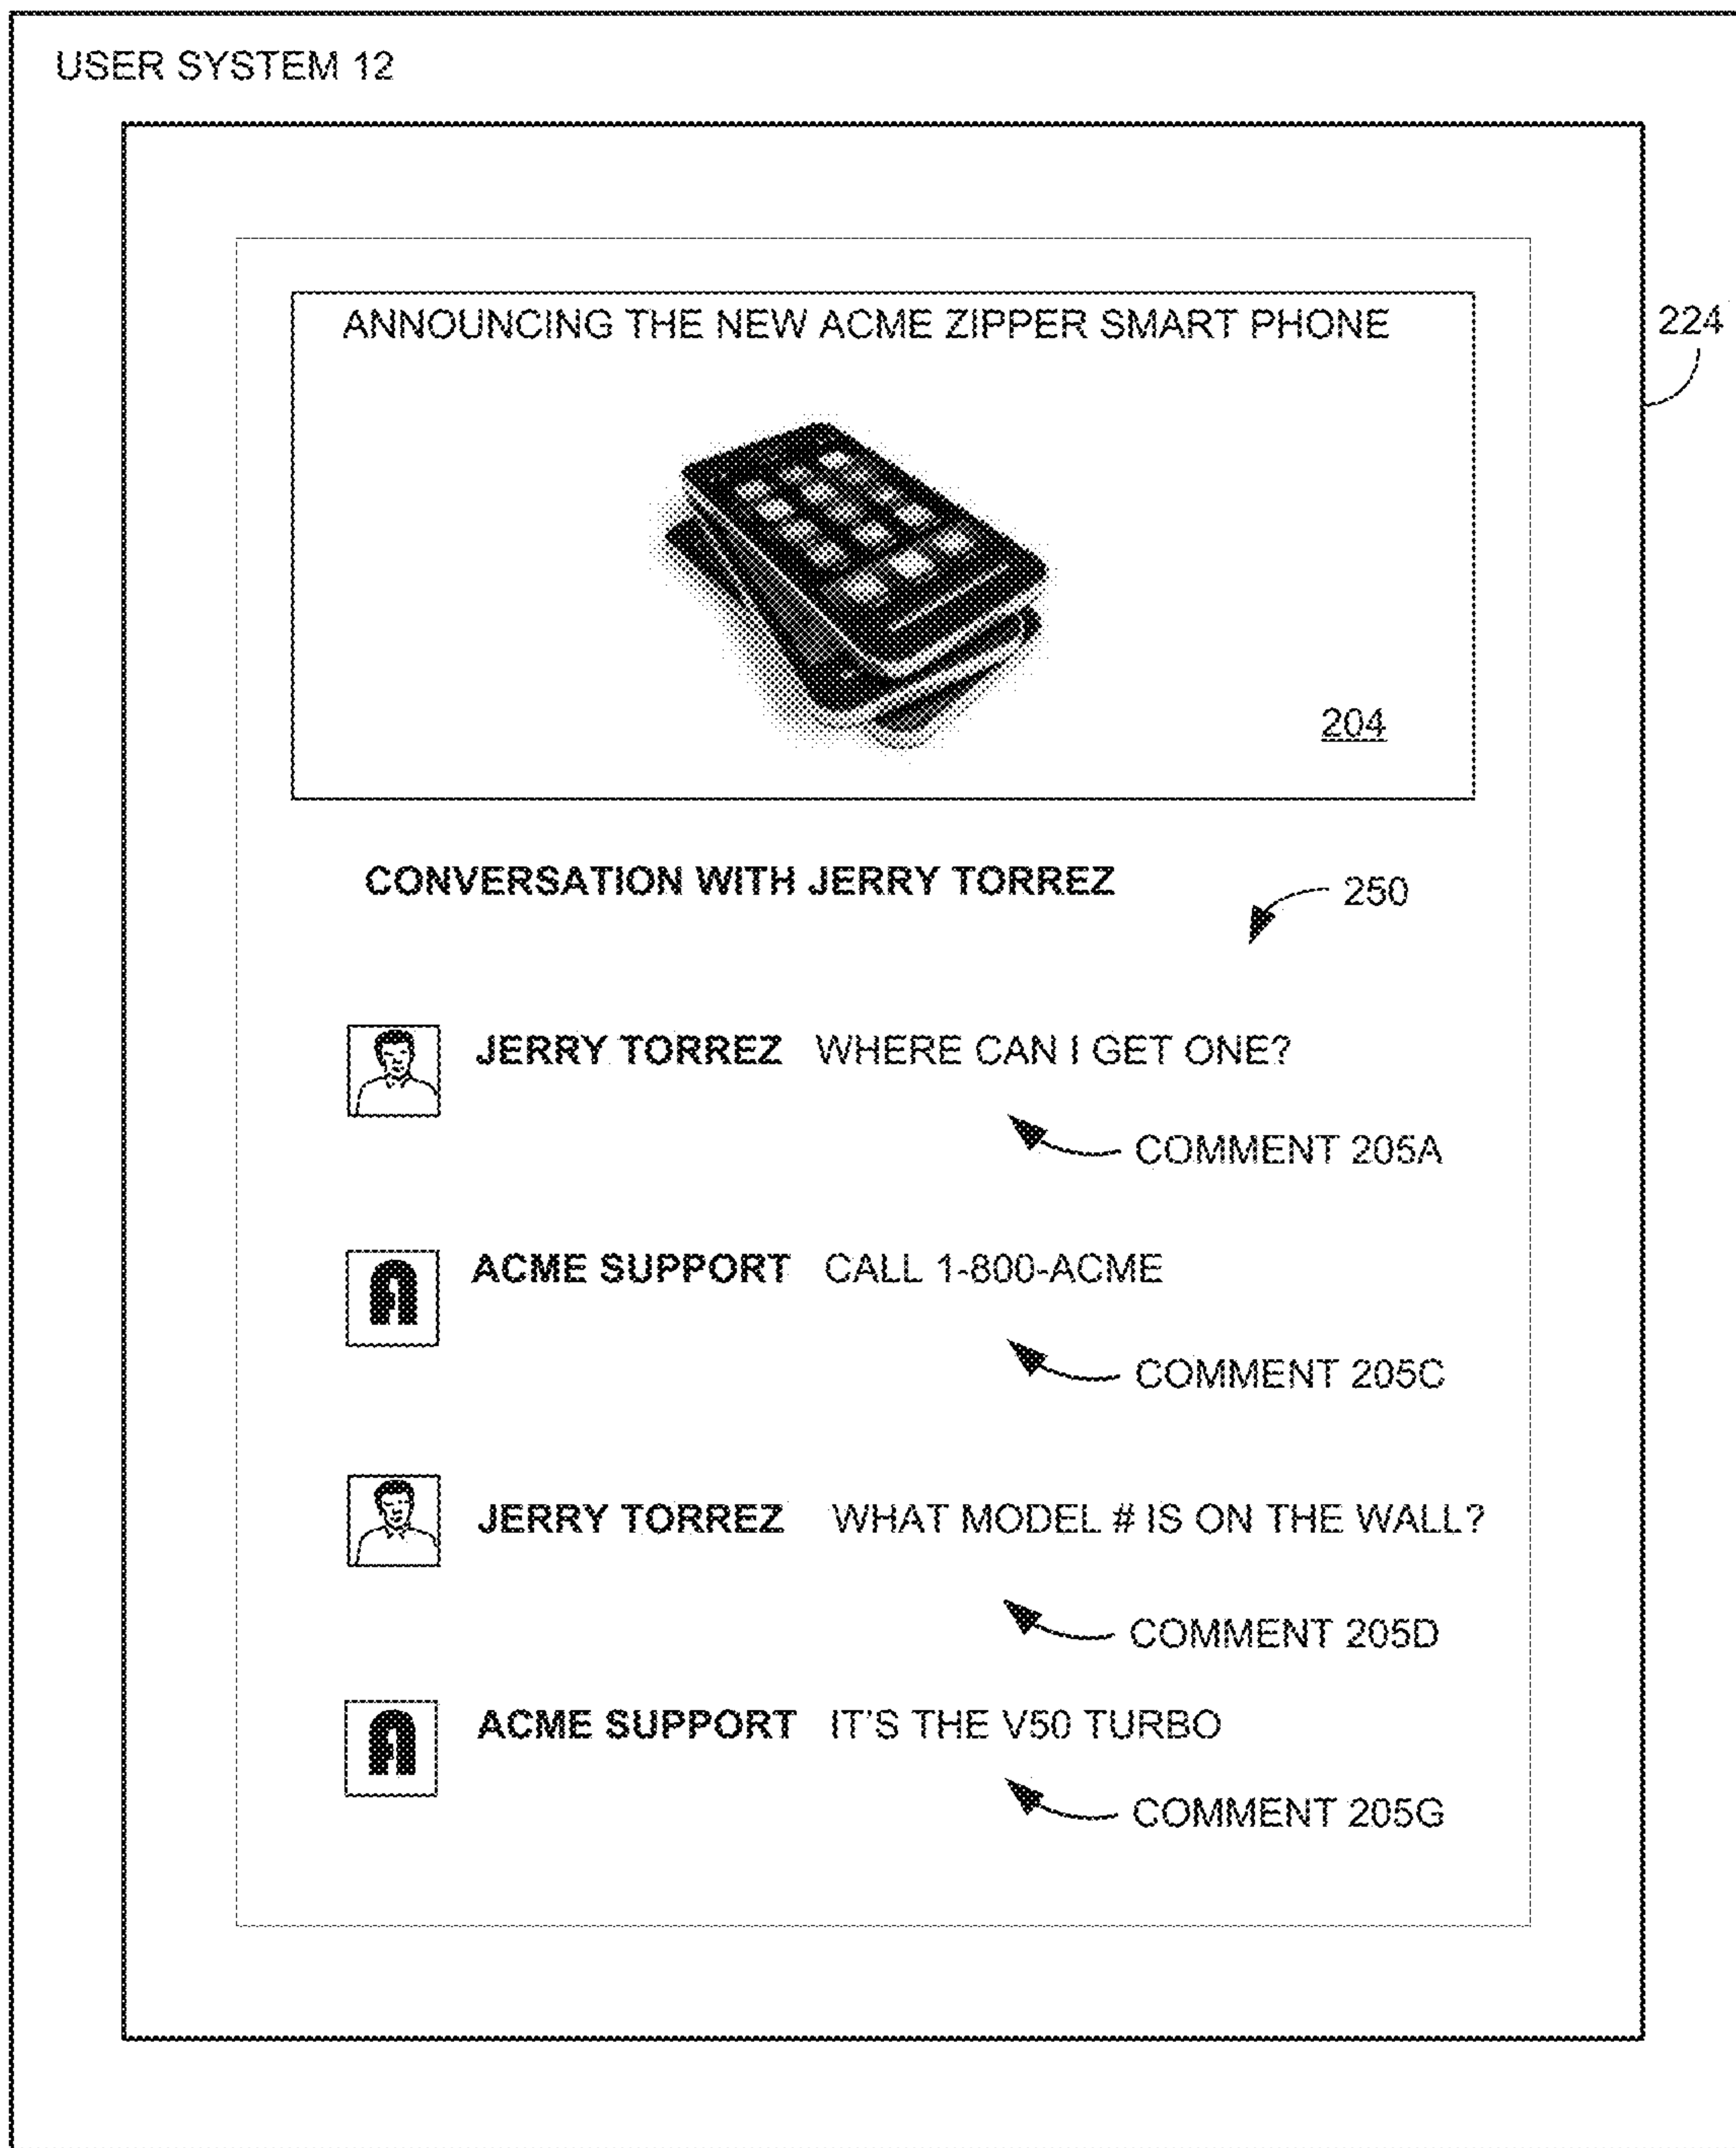 USER SYSTEM 12
ANNOUNCING THE NEW ACME ZIPPER SMART PHONE
224
204
CONVERSATION WITH JERRY TORREZ
250
JERRY TORREZ WHERE CAN I GET ONE?
COMMENT 205A
ACME SUPPORT CALL 1-800-ACME
COMMENT 205C
JERRY TORREZ WHAT MODEL # IS ON THE WALL?
COMMENT 205D
ACME SUPPORT IT'S THE V50 TURBO
COMMENT 205G